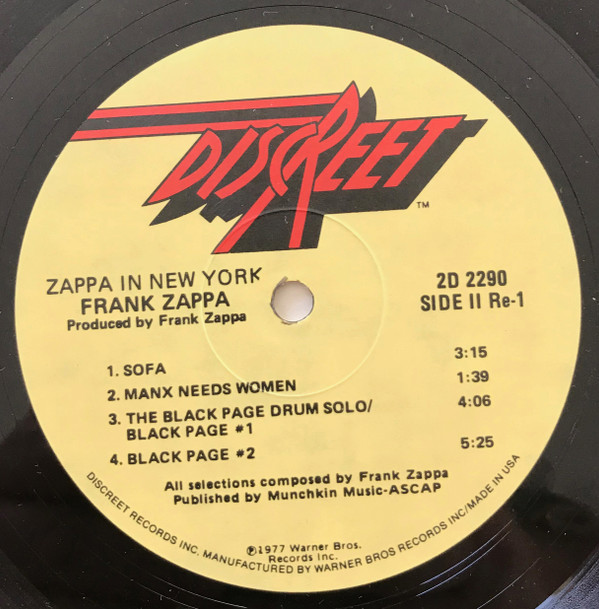 DISCREET
TM
ZAPPA IN NEW YORK
FRANK ZAPPA
Produced by Frank Zappa
2D 2290
SIDE II Re-1
1. SOFA 3:15
2. MANX NEEDS WOMEN 1:39
3. THE BLACK PAGE DRUM SOLO/ 4:06
BLACK PAGE #1
4. BLACK PAGE #2 5:25
All selections composed by Frank Zappa
Published by Munchkin Music-ASCAP
℗1977 Warner Bros.
Records Inc.
DISCREET RECORDS INC. MANUFACTURED BY WARNER BROS RECORDS INC/MADE IN USA